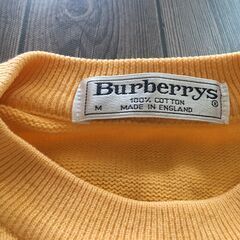 Burberrys
100% COTTON
M MADE IN ENGLAND ®